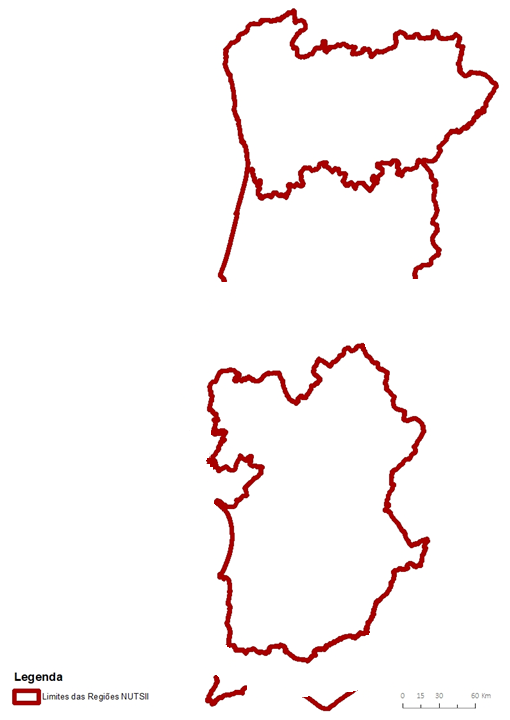 Legenda
Limites das Regiões NUTSII
0 15 30 60 Km